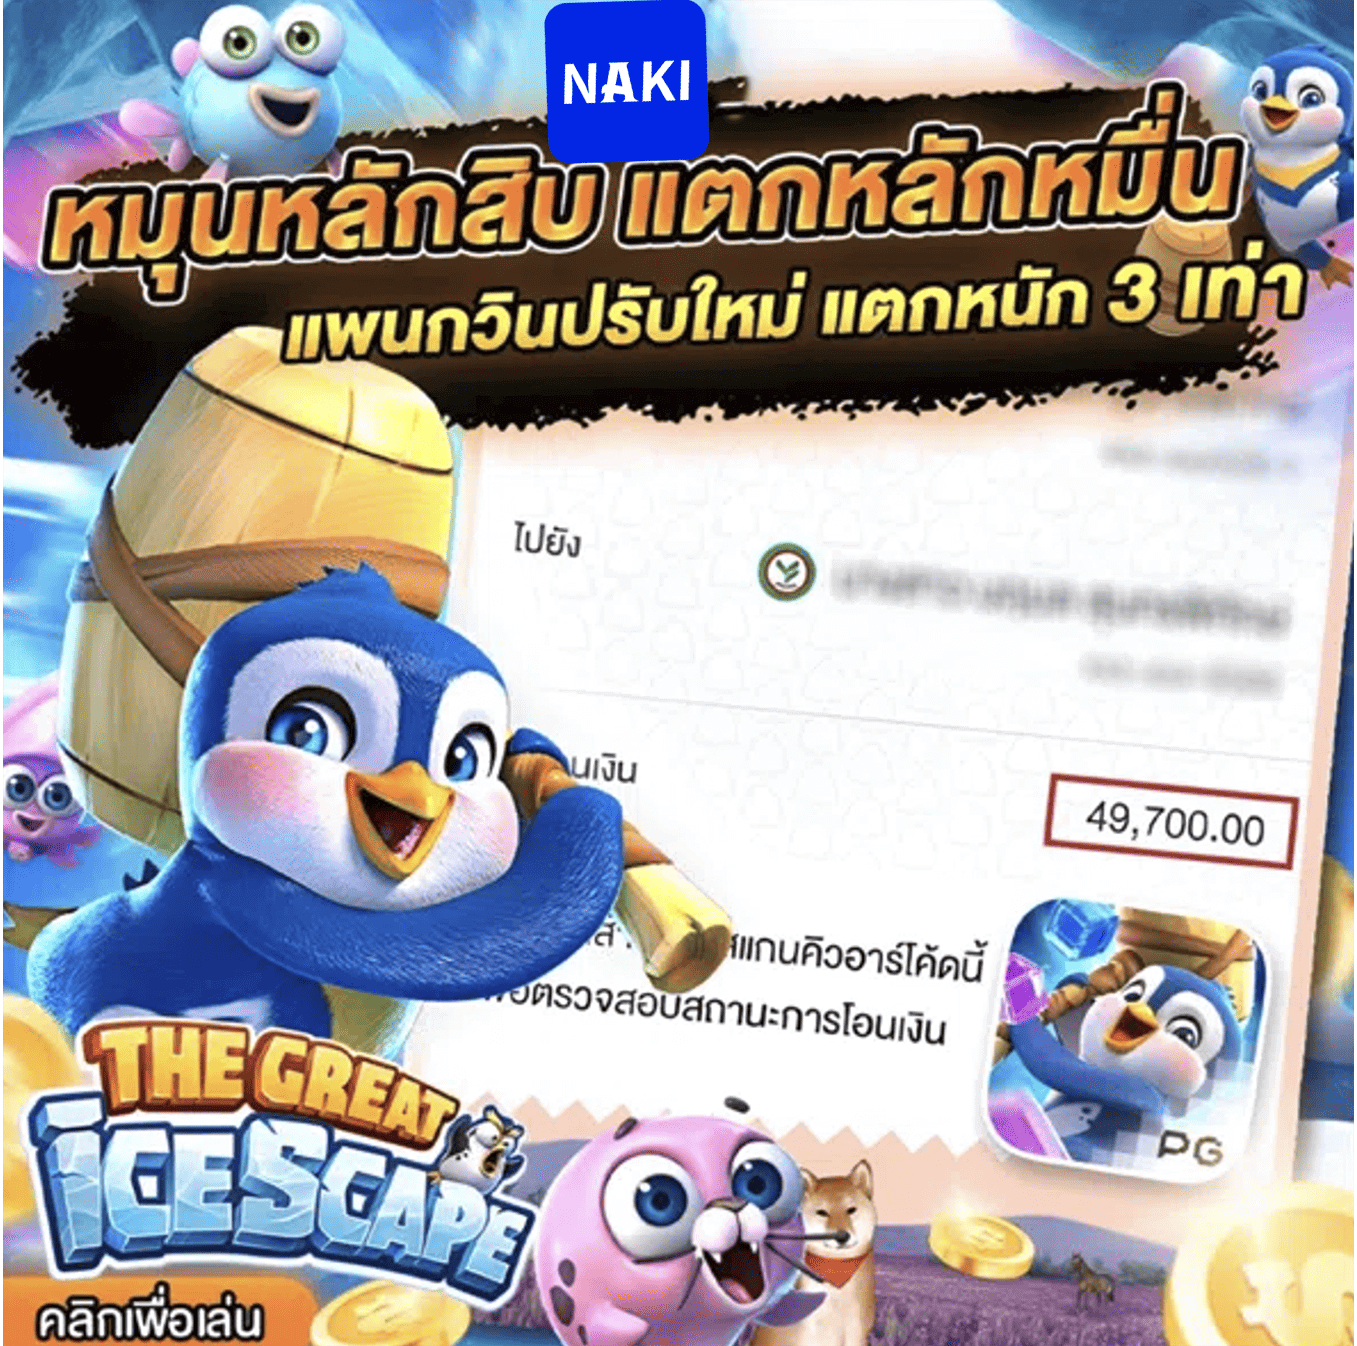 NAKI
หมุนหลักสิบ แตกหลักหมื่น
แพนกวินปรับใหม่ แตกหนัก 3 เท่า
ไปยัง
นเงิน
49,700.00
สแกนคิวอาร์โค้ดนี้
ตรวจสอบสถานะการโอนเงิน
PG
THE GREAT
ICESCAPE
คลิกเพื่อเล่น